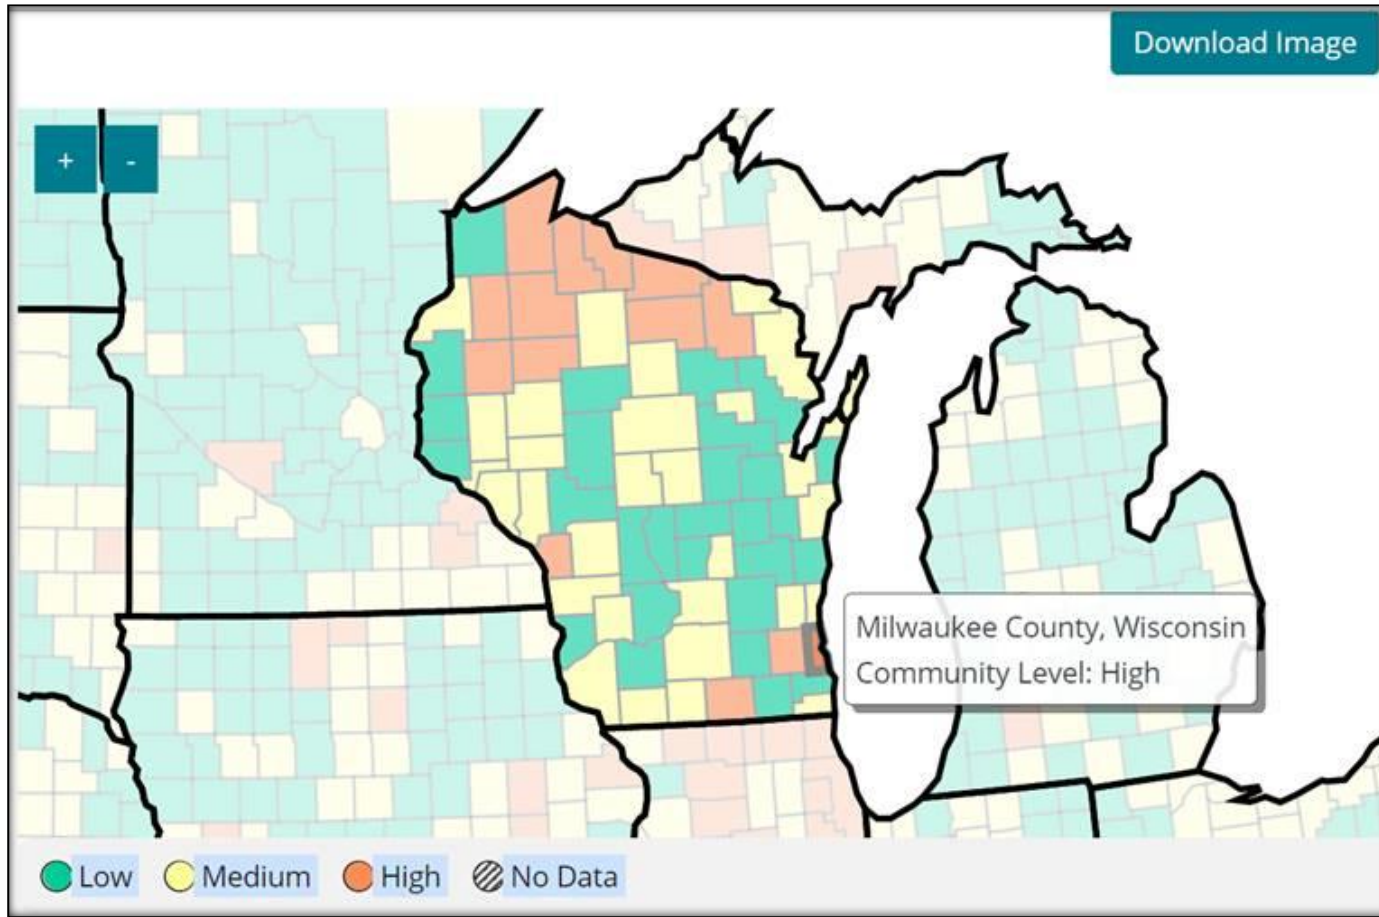 Download Image
+ -
Milwaukee County, Wisconsin
Community Level: High
Low Medium High No Data